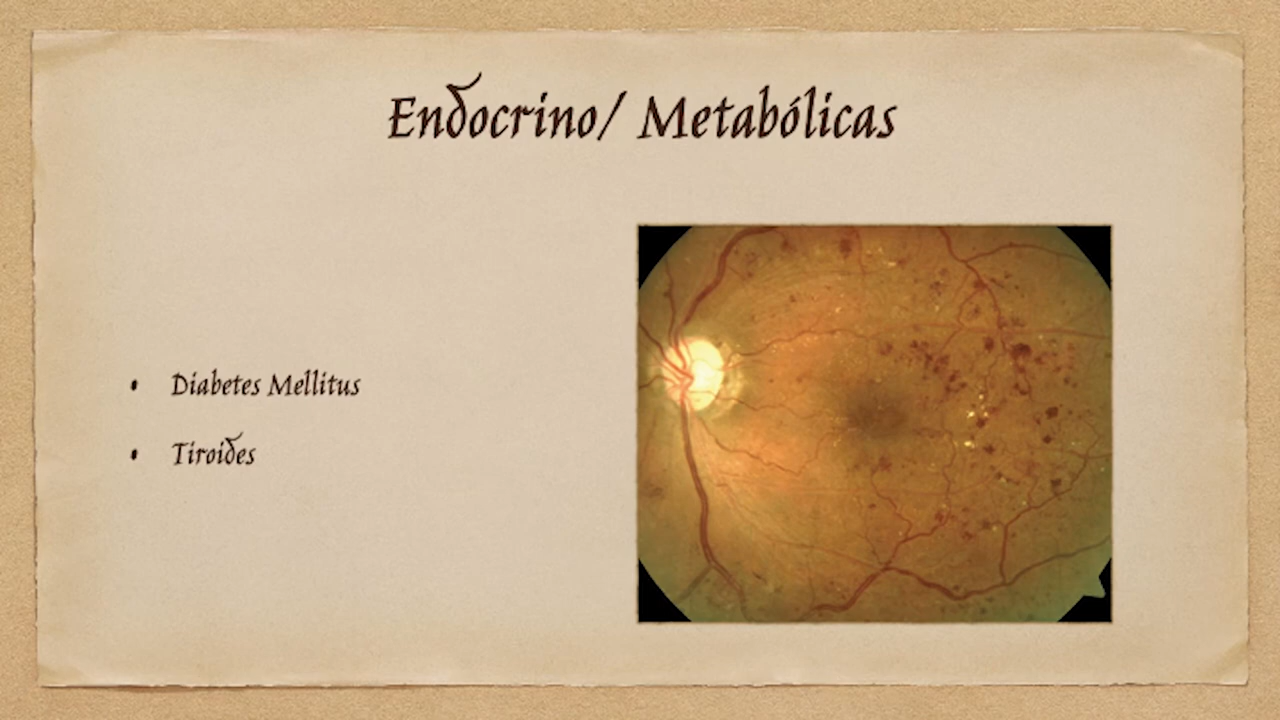 Endocrino/ Metabólicas
• Diabetes Mellitus
• Tiroides